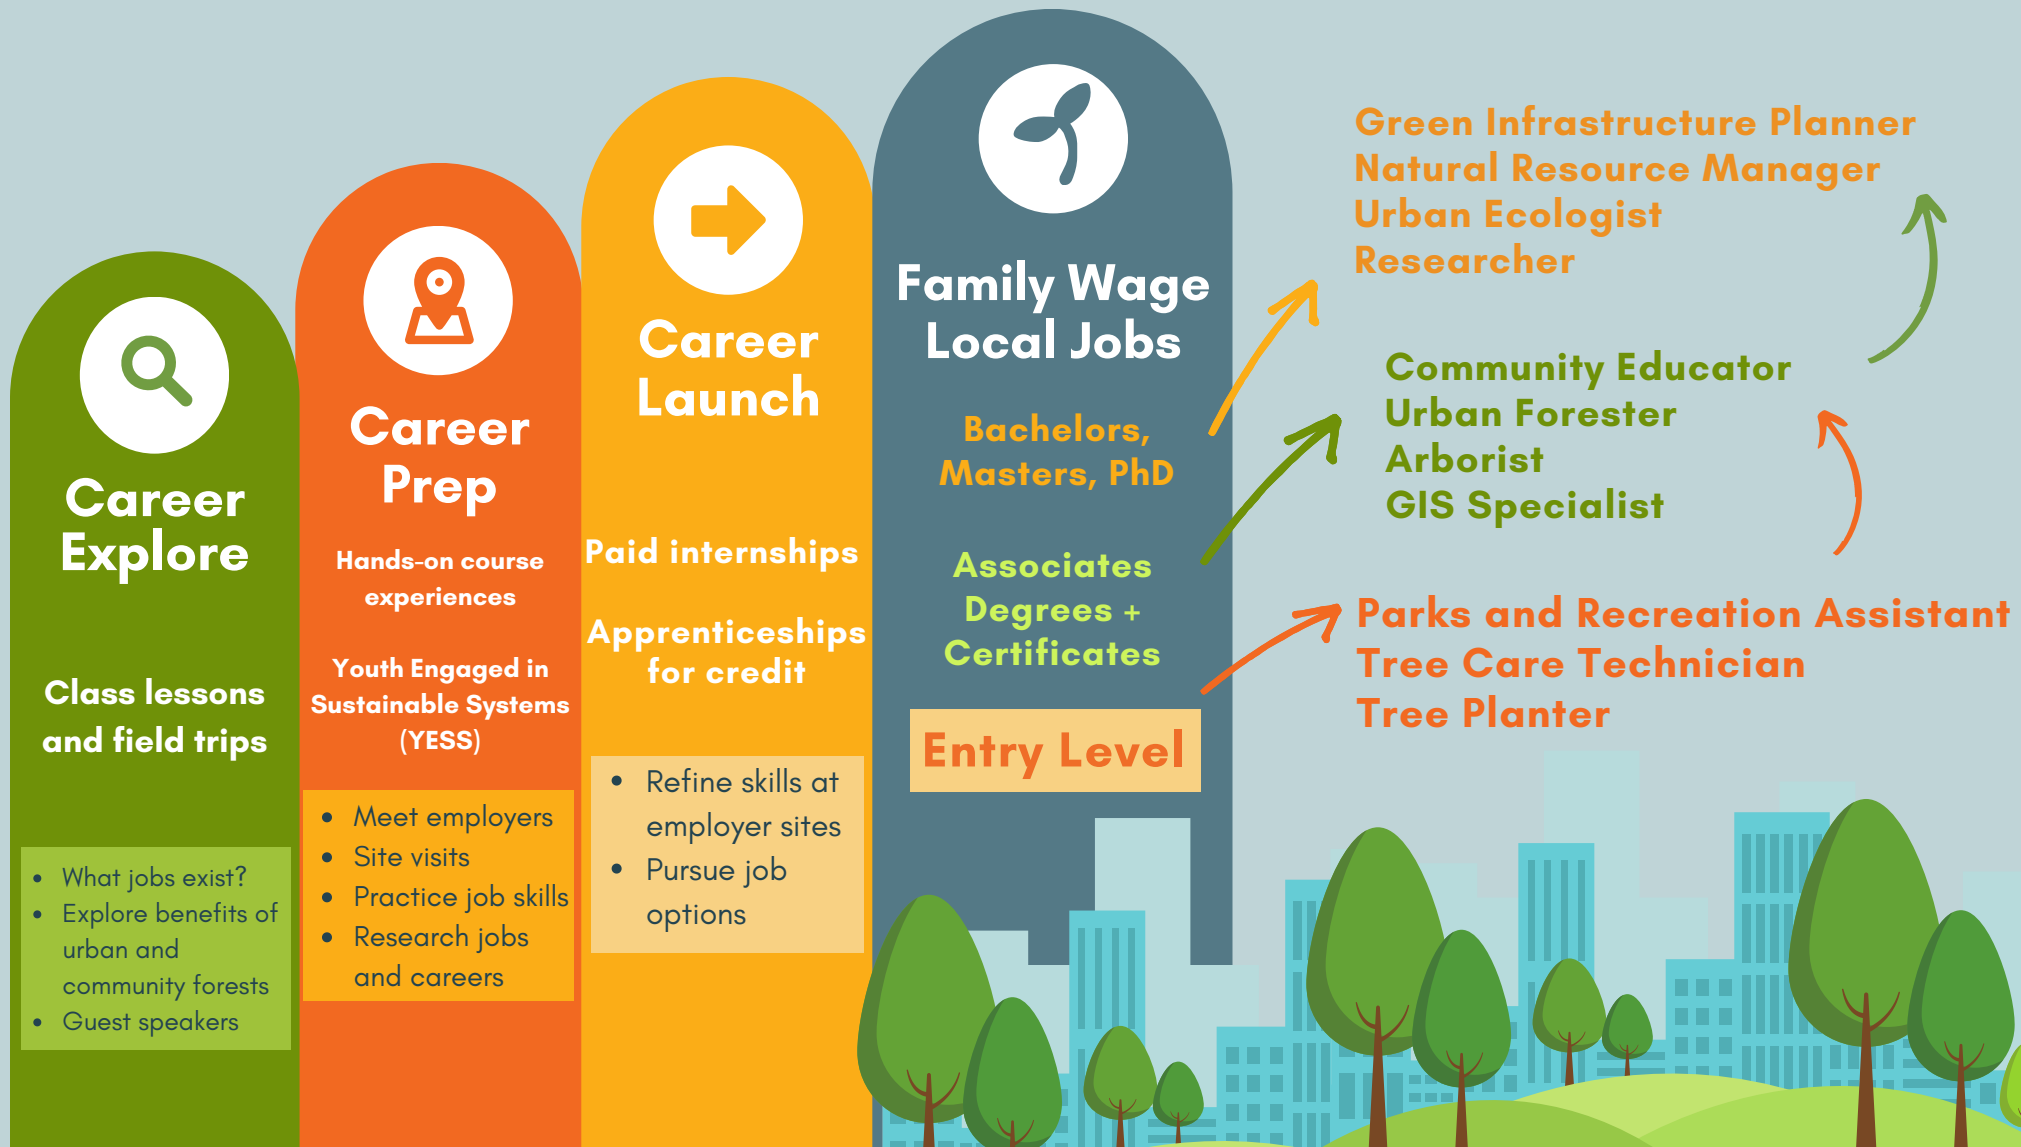 Career
Explore
Class lessons
and field trips
• What jobs exist?
• Explore benefits of
urban and
community forests
• Guest speakers
Career
Prep
Hands-on course
experiences
Youth Engaged in
Sustainable Systems
(YESS)
• Meet employers
• Site visits
• Practice job skills
• Research jobs
and careers
Career
Launch
Paid internships
Apprenticeships
for credit
• Refine skills at
employer sites
• Pursue job
options
Family Wage
Local Jobs
Bachelors,
Masters, PhD
Associates
Degrees +
Certificates
Entry Level
Green Infrastructure Planner
Natural Resource Manager
Urban Ecologist
Researcher
Community Educator
Urban Forester
Arborist
GIS Specialist
Parks and Recreation Assistant
Tree Care Technician
Tree Planter